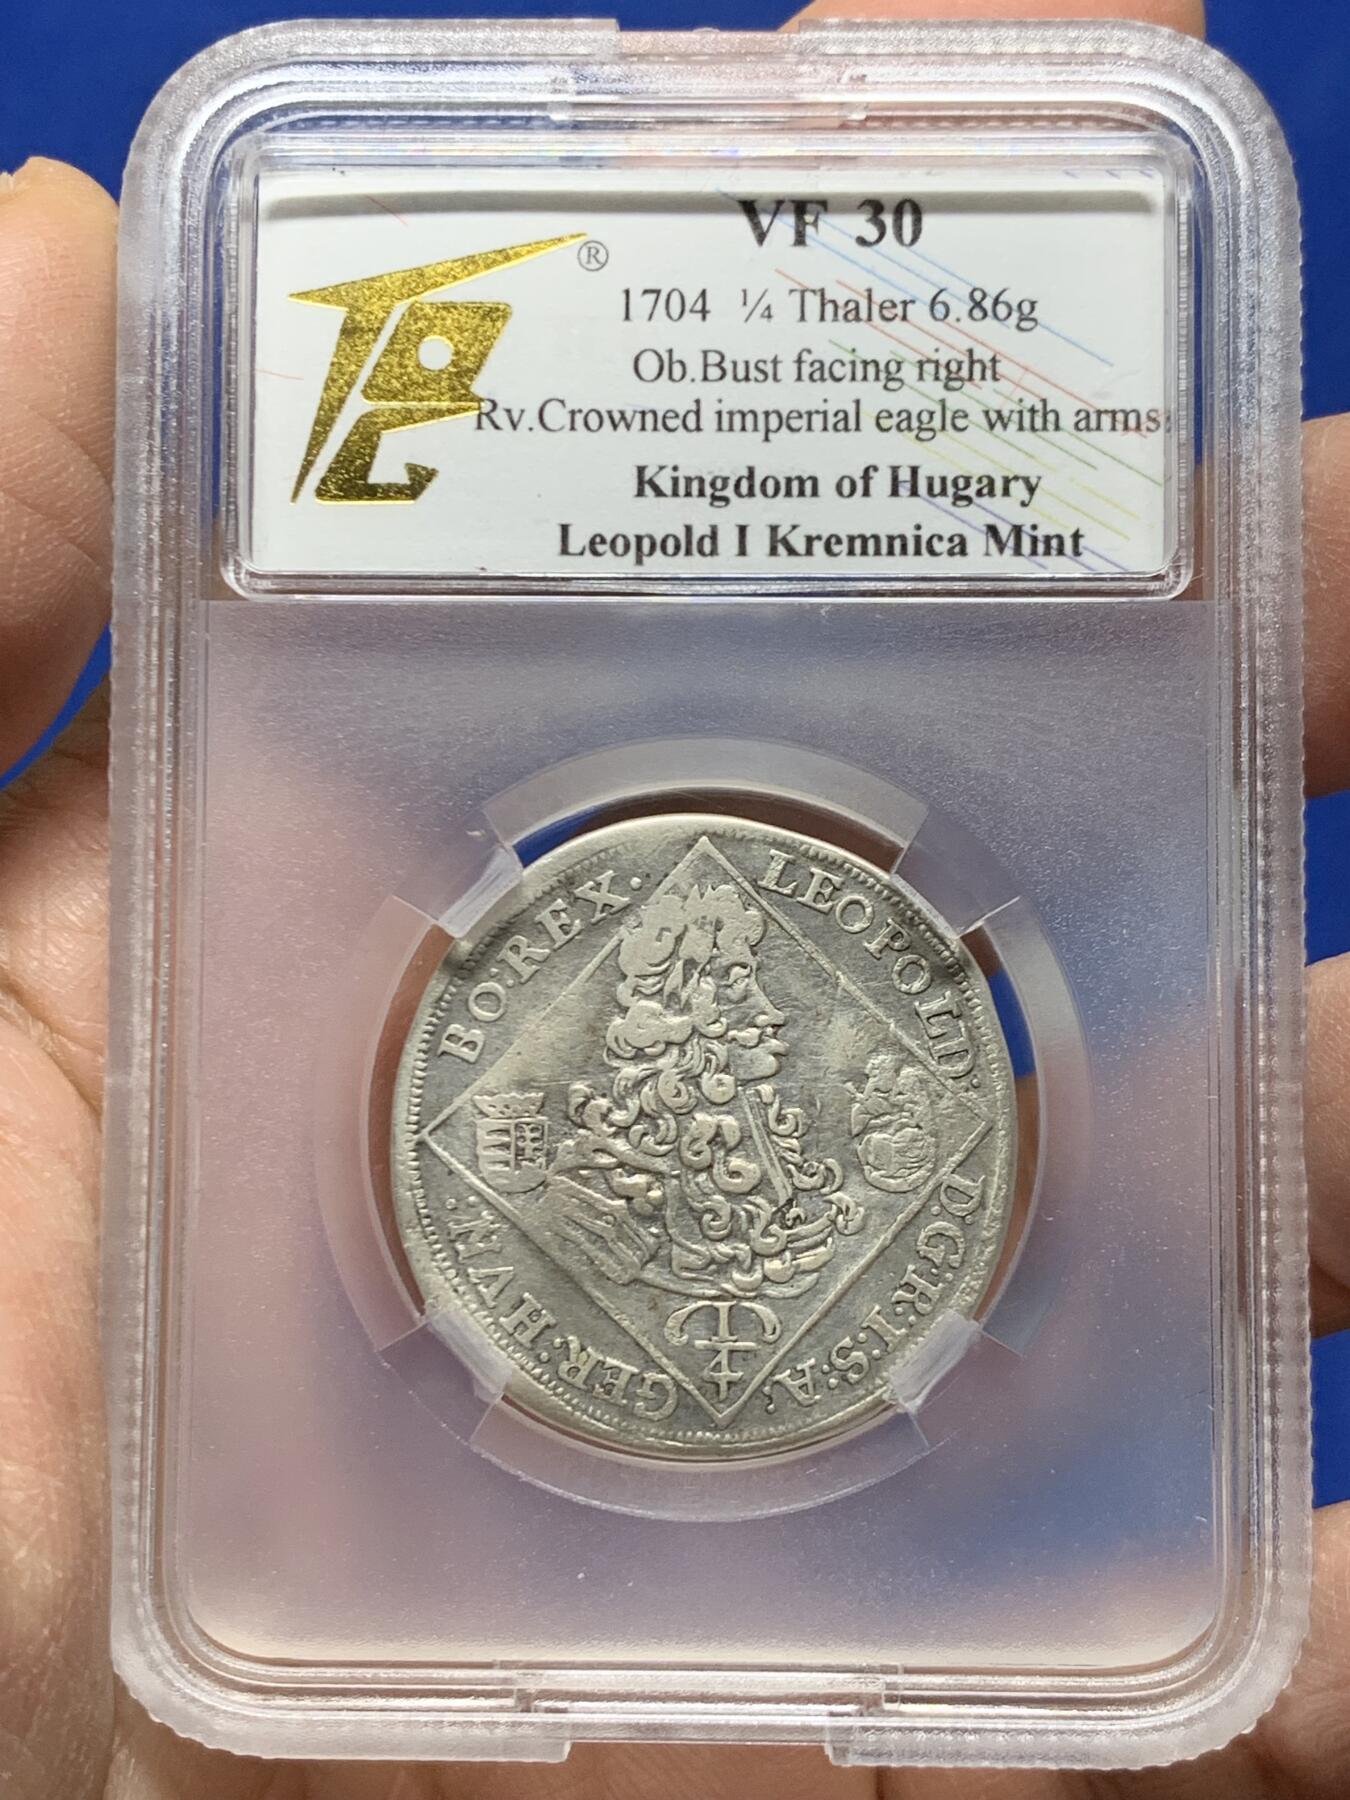 ®
VF 30
1704 ¼ Thaler 6.86g
Ob.Bust facing right
Rv.Crowned imperial eagle with arms
Kingdom of Hugary
Leopold I Kremnica Mint
LEOPOLD: D:G:R:I:S:A:
GER:HVN:
BO:REX.
1
4